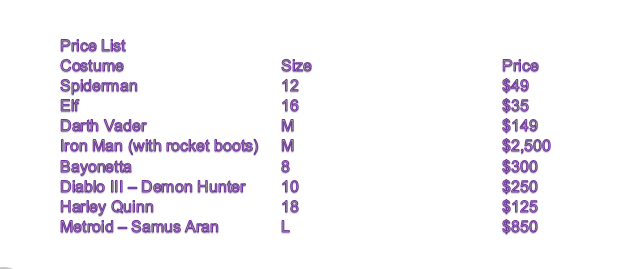 Price List
Costume Size Price
Spiderman 12 $49
Elf 16 $35
Darth Vader M $149
Iron Man (with rocket boots) M $2,500
Bayonetta 8 $300
Diablo III – Demon Hunter 10 $250
Harley Quinn 18 $125
Metroid – Samus Aran L $850